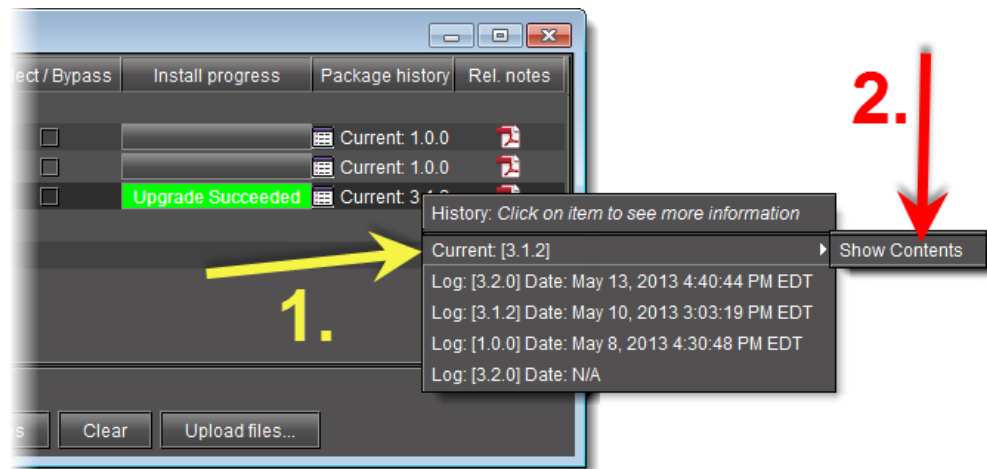 ect / Bypass Install progress Package history Rel. notes
Current: 1.0.0
Current: 1.0.0
Upgrade Succeeded Current: 3.1.2
History: Click on item to see more information
Current: [3.1.2] Show Contents
Log: [3.2.0] Date: May 13, 2013 4:40:44 PM EDT
Log: [3.1.2] Date: May 10, 2013 3:03:19 PM EDT
Log: [1.0.0] Date: May 8, 2013 4:30:48 PM EDT
Log: [3.2.0] Date: N/A
1.
2.
Clear Upload files...